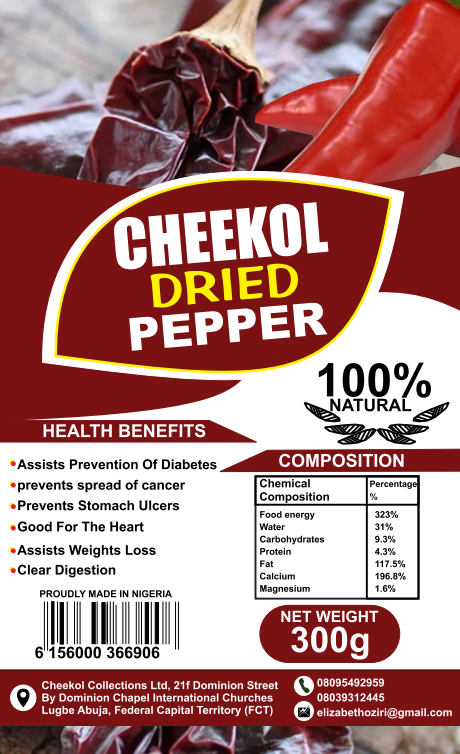 CHEEKOL
DRIED
PEPPER
100%
NATURAL
HEALTH BENEFITS
•Assists Prevention Of Diabetes
•prevents spread of cancer
•Prevents Stomach Ulcers
•Good For The Heart
•Assists Weights Loss
•Clear Digestion
COMPOSITION
Chemical Composition Percentage %
Food energy 323%
Water 31%
Carbohydrates 9.3%
Protein 4.3%
Fat 117.5%
Calcium 196.8%
Magnesium 1.6%
PROUDLY MADE IN NIGERIA
6 156000 366906
NET WEIGHT
300g
Cheekol Collections Ltd, 21f Dominion Street
By Dominion Chapel International Churches
Lugbe Abuja, Federal Capital Territory (FCT)
08095492959
08039312445
elizabethoziri@gmail.com